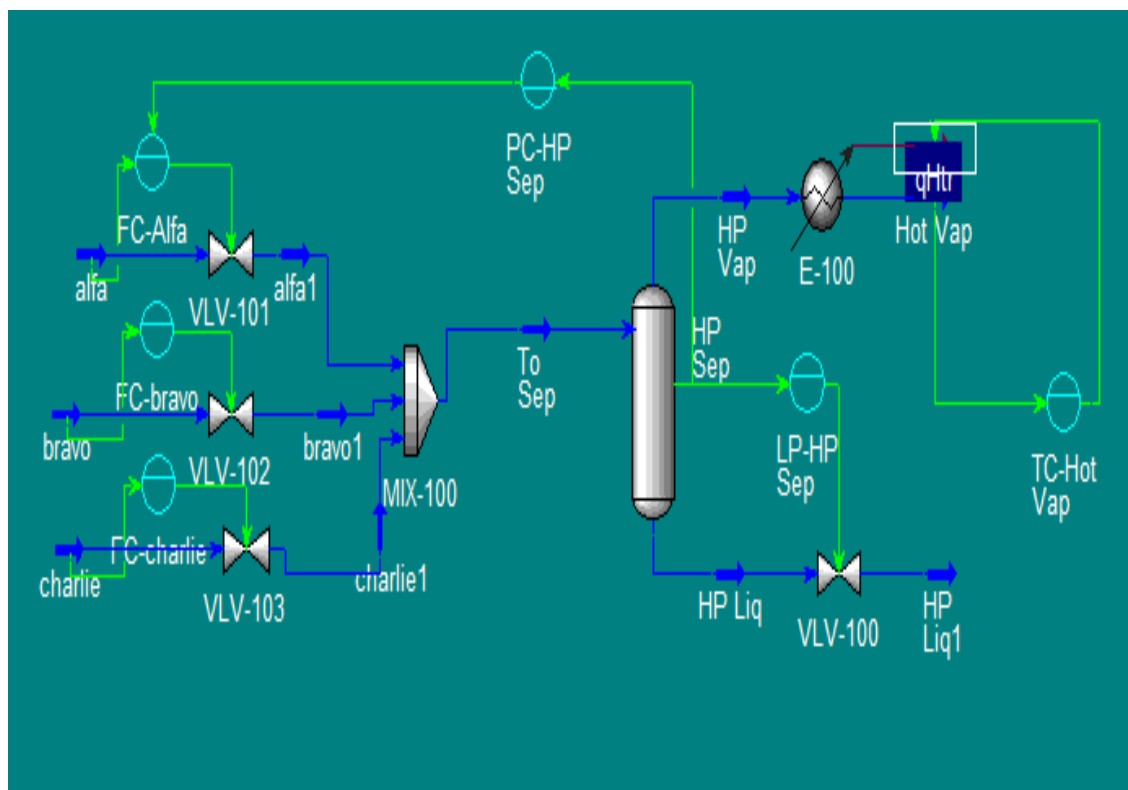 PC-HP
Sep
qHtr
FC-Alfa
HP
Vap
Hot Vap
E-100
alfa
alfa1
VLV-101
To
Sep
HP
Sep
FC-bravo
bravo
bravo1
VLV-102
MIX-100
LP-HP
Sep
TC-Hot
Vap
FC-charlie
charlie
charlie1
VLV-103
HP Liq
VLV-100
HP
Liq1